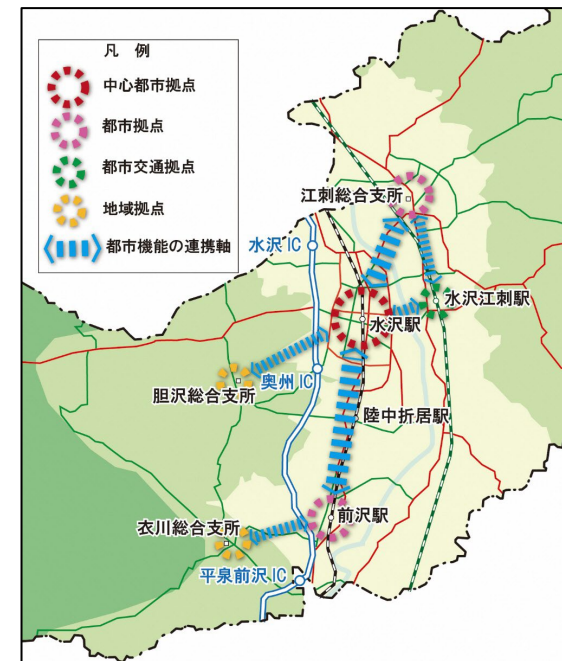 凡 例
中心都市拠点
都市拠点
都市交通拠点
地域拠点
都市機能の連携軸
江刺総合支所
水沢IC
水沢江刺駅
水沢駅
奥州IC
胆沢総合支所
陸中折居駅
前沢駅
衣川総合支所
平泉前沢IC